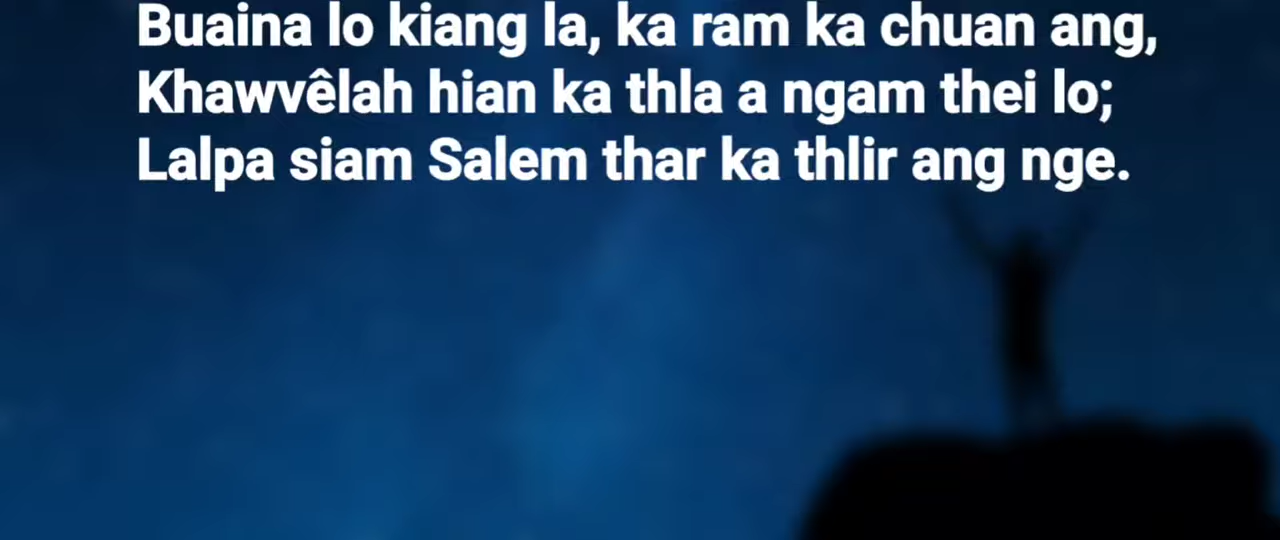 Buaina lo kiang la, ka ram ka chuan ang,
Khawvêlah hian ka thla a ngam thei lo;
Lalpa siam Salem thar ka thlir ang nge.